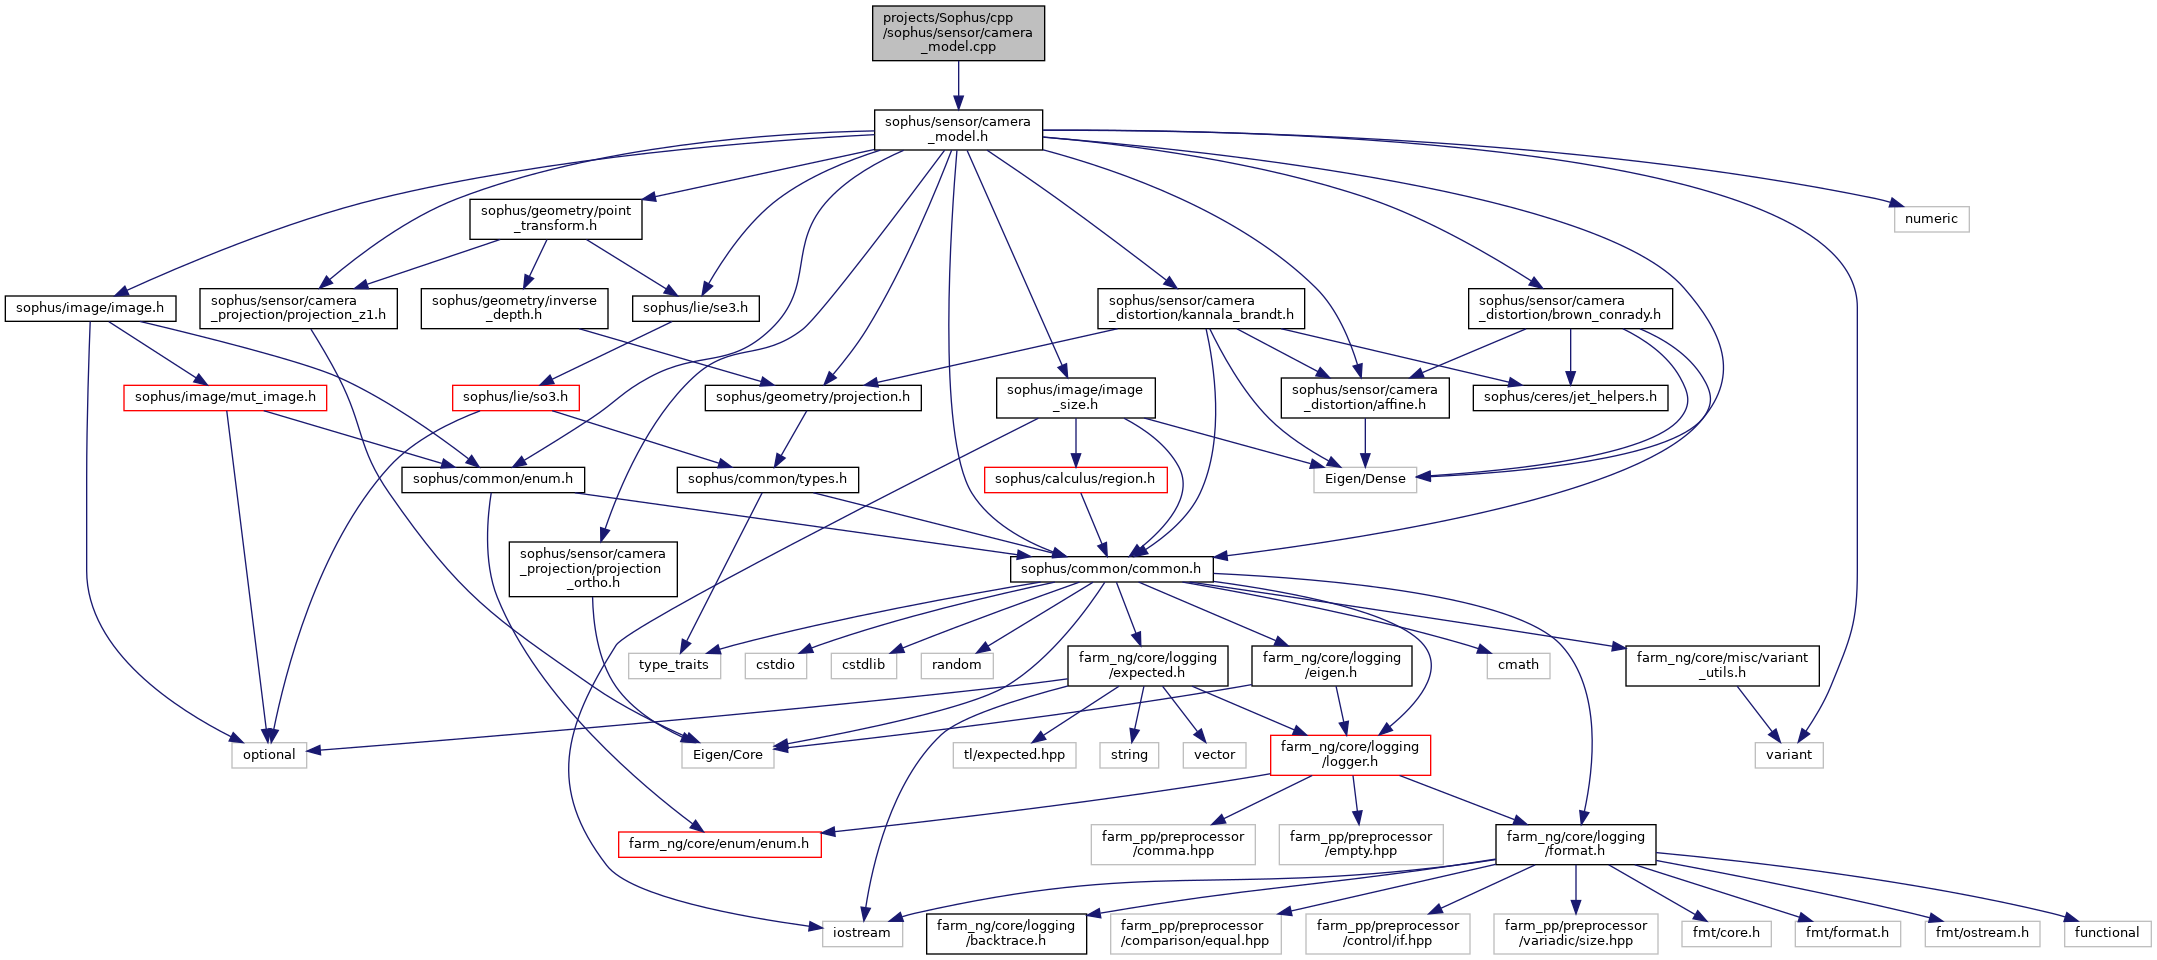 projects/Sophus/cpp
/sophus/sensor/camera
_model.cpp
sophus/sensor/camera
_model.h
sophus/geometry/point
_transform.h
numeric
sophus/image/image.h
sophus/sensor/camera
_projection/projection_z1.h
sophus/geometry/inverse
_depth.h
sophus/lie/se3.h
sophus/sensor/camera
_distortion/kannala_brandt.h
sophus/sensor/camera
_distortion/brown_conrady.h
sophus/image/mut_image.h
sophus/lie/so3.h
sophus/geometry/projection.h
sophus/image/image
_size.h
sophus/sensor/camera
_distortion/affine.h
sophus/ceres/jet_helpers.h
sophus/common/enum.h
sophus/common/types.h
sophus/calculus/region.h
Eigen/Dense
sophus/sensor/camera
_projection/projection
_ortho.h
sophus/common/common.h
type_traits
cstdio
cstdlib
random
farm_ng/core/logging
/expected.h
farm_ng/core/logging
/eigen.h
cmath
farm_ng/core/misc/variant
_utils.h
optional
Eigen/Core
tl/expected.hpp
string
vector
farm_ng/core/logging
/logger.h
variant
farm_ng/core/enum/enum.h
farm_pp/preprocessor
/comma.hpp
farm_pp/preprocessor
/empty.hpp
farm_ng/core/logging
/format.h
iostream
farm_ng/core/logging
/backtrace.h
farm_pp/preprocessor
/comparison/equal.hpp
farm_pp/preprocessor
/control/if.hpp
farm_pp/preprocessor
/variadic/size.hpp
fmt/core.h
fmt/format.h
fmt/ostream.h
functional